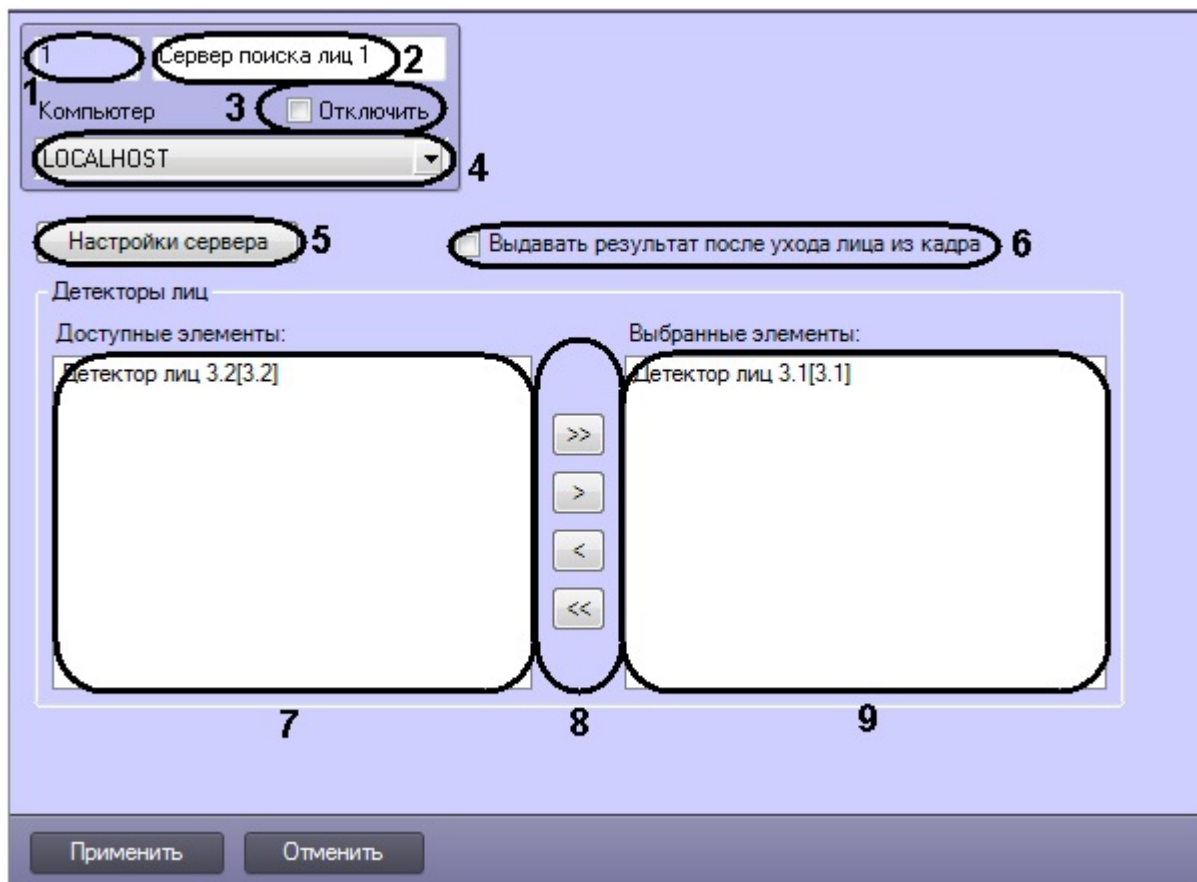 1 Сервер поиска лиц 1 2
1 Компьютер 3 Отключить
LOCALHOST 4
Настройки сервера 5 Выдавать результат после ухода лица из кадра 6
Детекторы лиц
Доступные элементы: Выбранные элементы:
Детектор лиц 3.2[3.2] Детектор лиц 3.1[3.1]
>>
>
<
<<
7 8 9
Применить Отменить